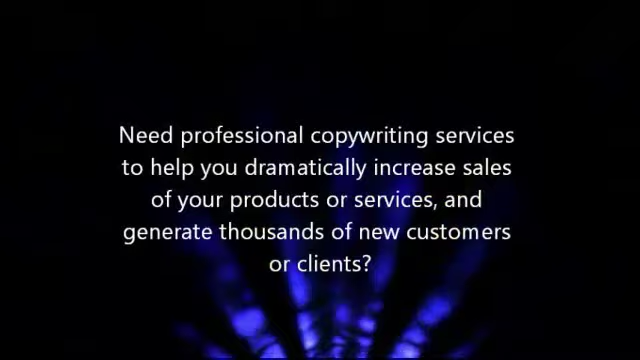 Need professional copywriting services
to help you dramatically increase sales
of your products or services, and
generate thousands of new customers
or clients?